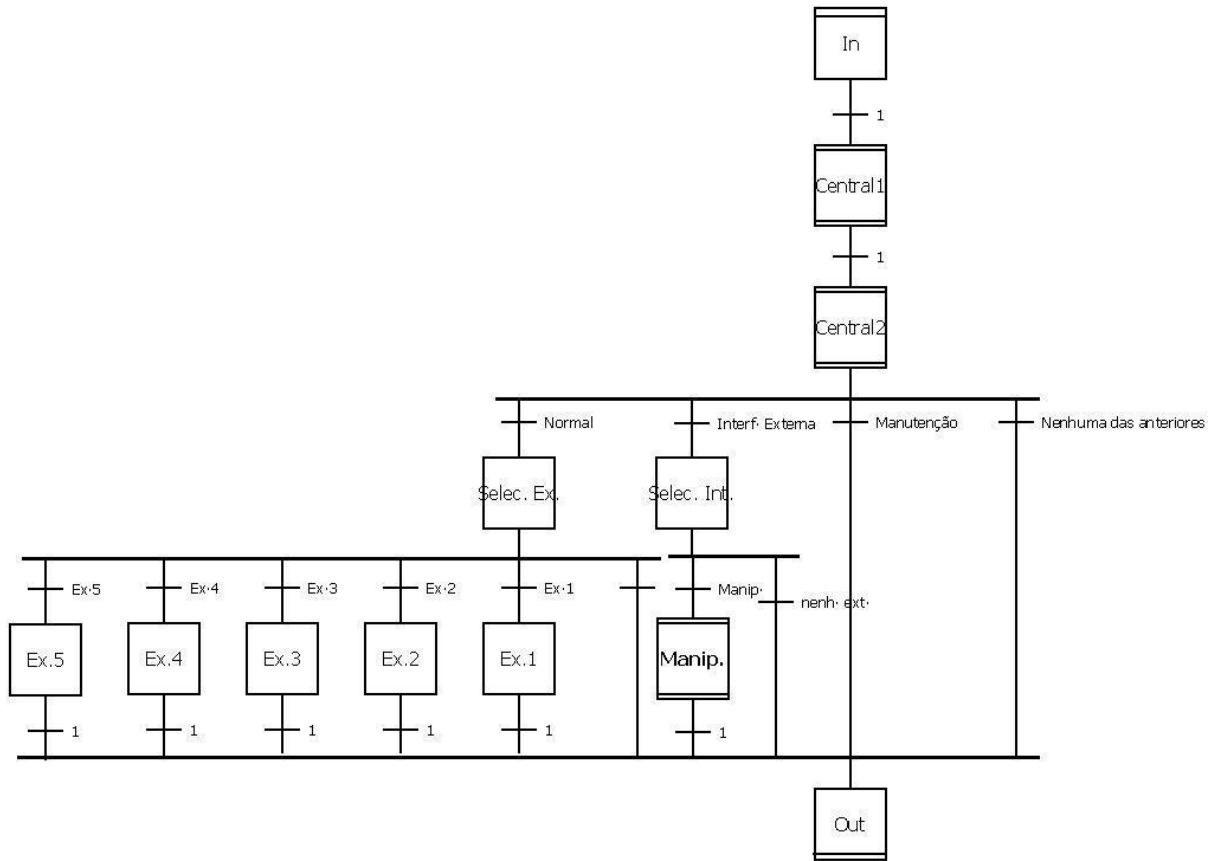 In
1
Central1
1
Central2
Normal
Interf. Externa
Manutenção
Nenhuma das anteriores
Selec. Ex.
Selec. Int.
Ex.5
Ex.4
Ex.3
Ex.2
Ex.1
Manip.
nenh. ext.
Ex.5
Ex.4
Ex.3
Ex.2
Ex.1
Manip.
1
1
1
1
1
1
Out